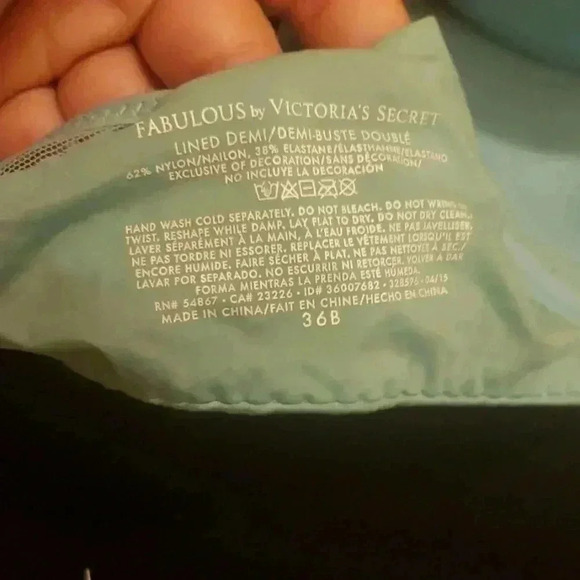 FABULOUS by VICTORIA'S SECRET
LINED DEMI/DEMI-BUSTE DOUBLÉ
62% NYLON/NAILON, 38% ELASTANE/ÉLASTHANNE/ELASTANO
EXCLUSIVE OF DECORATION/SANS DÉCORATION/
NO INCLUYE LA DECORACIÓN
HAND WASH COLD SEPARATELY. DO NOT BLEACH. DO NOT WRING OR
TWIST. RESHAPE WHILE DAMP. LAY FLAT TO DRY. DO NOT DRY CLEAN./
LAVER SÉPARÉMENT À LA MAIN, À L'EAU FROIDE. NE PAS JAVELLISER.
NE PAS TORDRE NI ESSORER. REPLACER LE VÊTEMENT LORSQU'IL EST
ENCORE HUMIDE. FAIRE SÉCHER À PLAT. NE PAS NETTOYER À SEC./
LAVAR POR SEPARADO. NO ESCURRIR NI RETORCER. VOLVER A DAR
FORMA MIENTRAS LA PRENDA ESTÉ HÚMEDA.
RN# 54867 • CA# 23226 • ID# 36007682 • 328576 • 04/15
MADE IN CHINA/FAIT EN CHINE/HECHO EN CHINA
36B